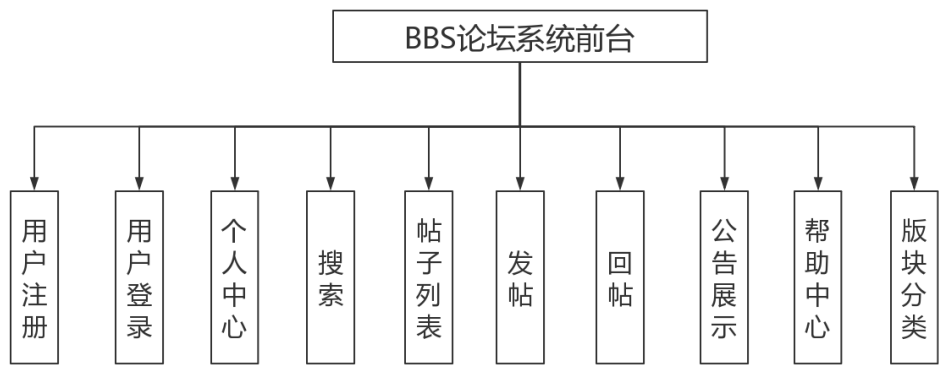 BBS论坛系统前台
用户注册
用户登录
个人中心
搜索
帖子列表
发帖
回帖
公告展示
帮助中心
版块分类